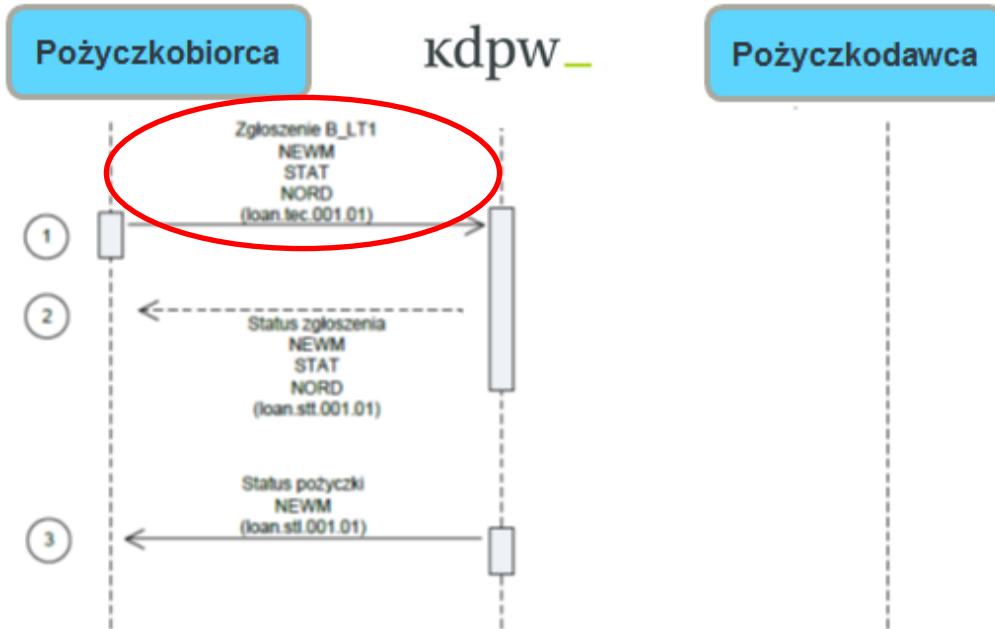 Pożyczkobiorca
kdpw_
Pożyczkodawca
Zgłoszenie B_LT1
NEWM
STAT
NORD
(loan.tec.001.01)
1
2
Status zgłoszenia
NEWM
STAT
NORD
(loan.stt.001.01)
Status pożyczki
NEWM
(loan.stl.001.01)
3